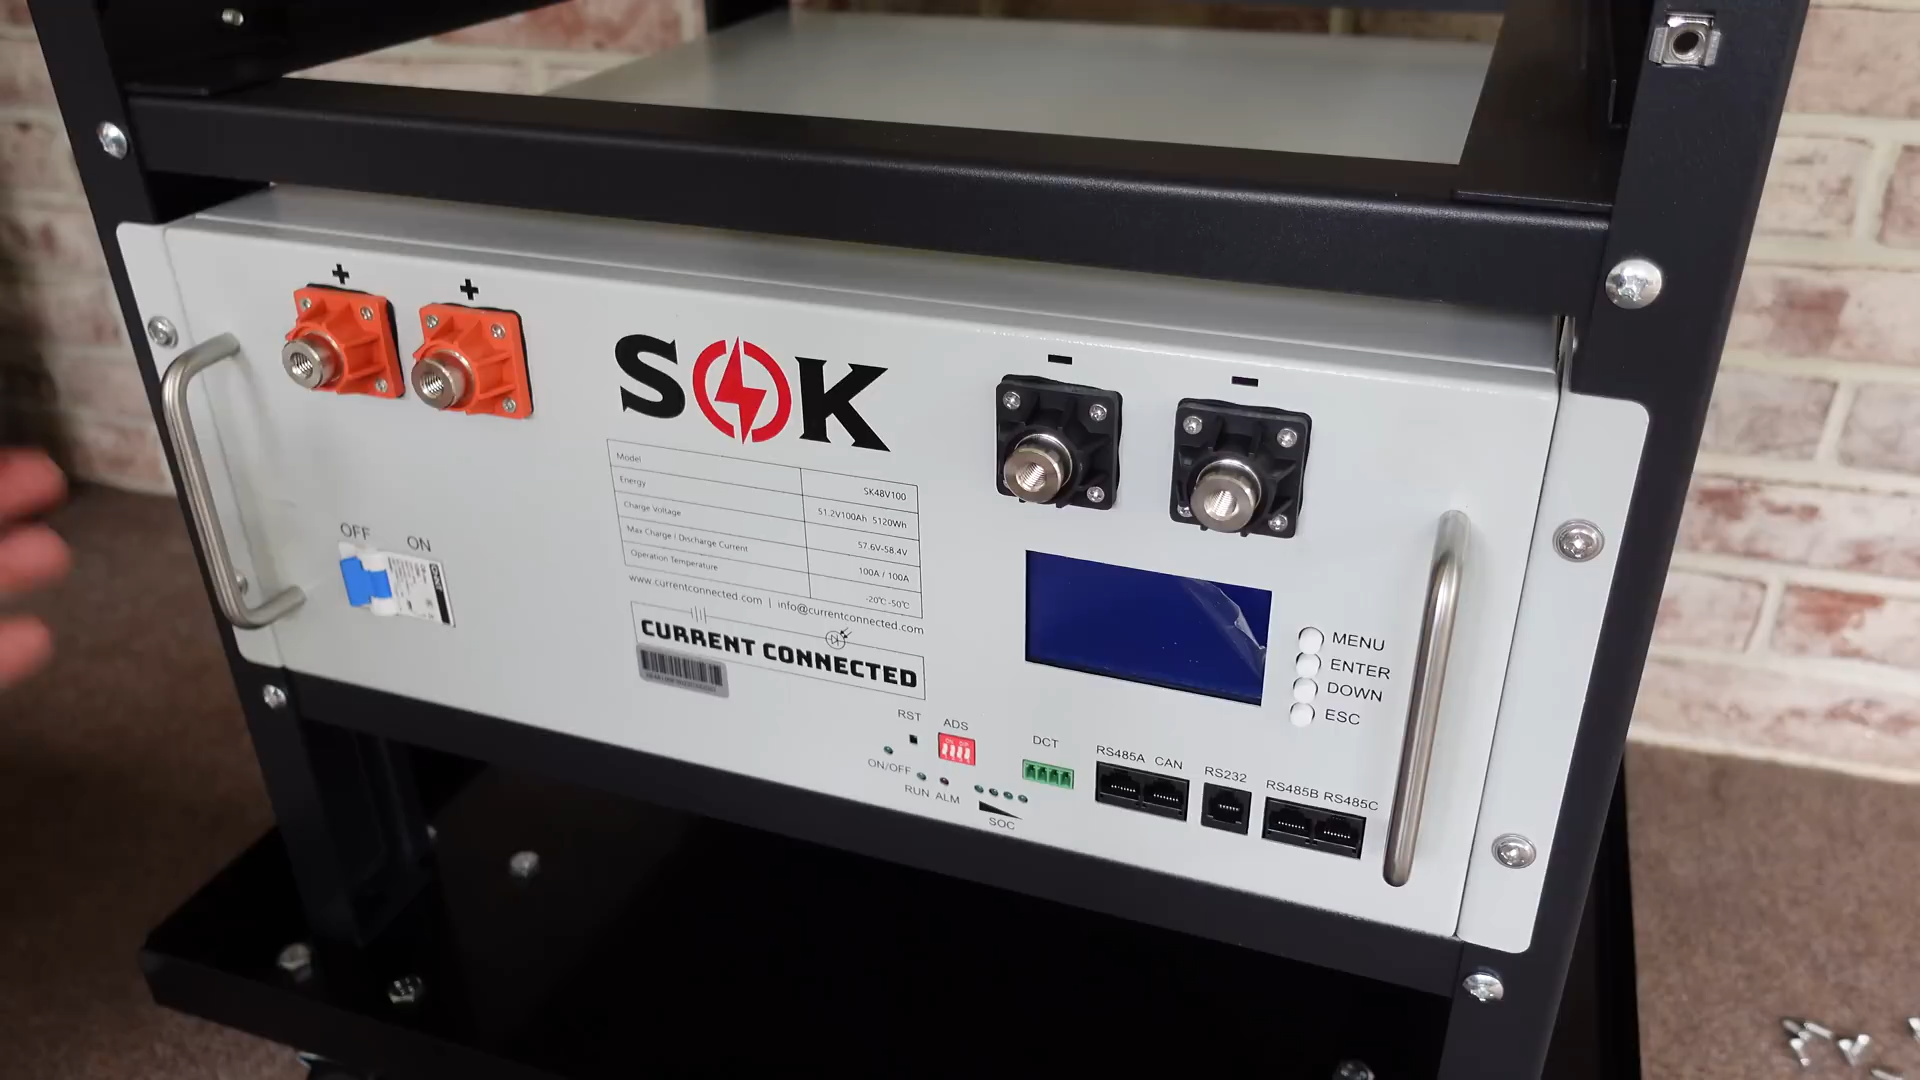 + +
SOK
- -
Model SK48V100
Energy 51.2V100Ah 5120Wh
Charge Voltage 57.6V-58.4V
Max Charge / Discharge Current 100A / 100A
Operation Temperature -20℃-50℃
www.currentconnected.com | info@currentconnected.com
CURRENT CONNECTED
OFF ON
MENU
ENTER
DOWN
ESC
RST ADS DCT RS485A CAN RS232 RS485B RS485C
ON/OFF
RUN ALM
SOC